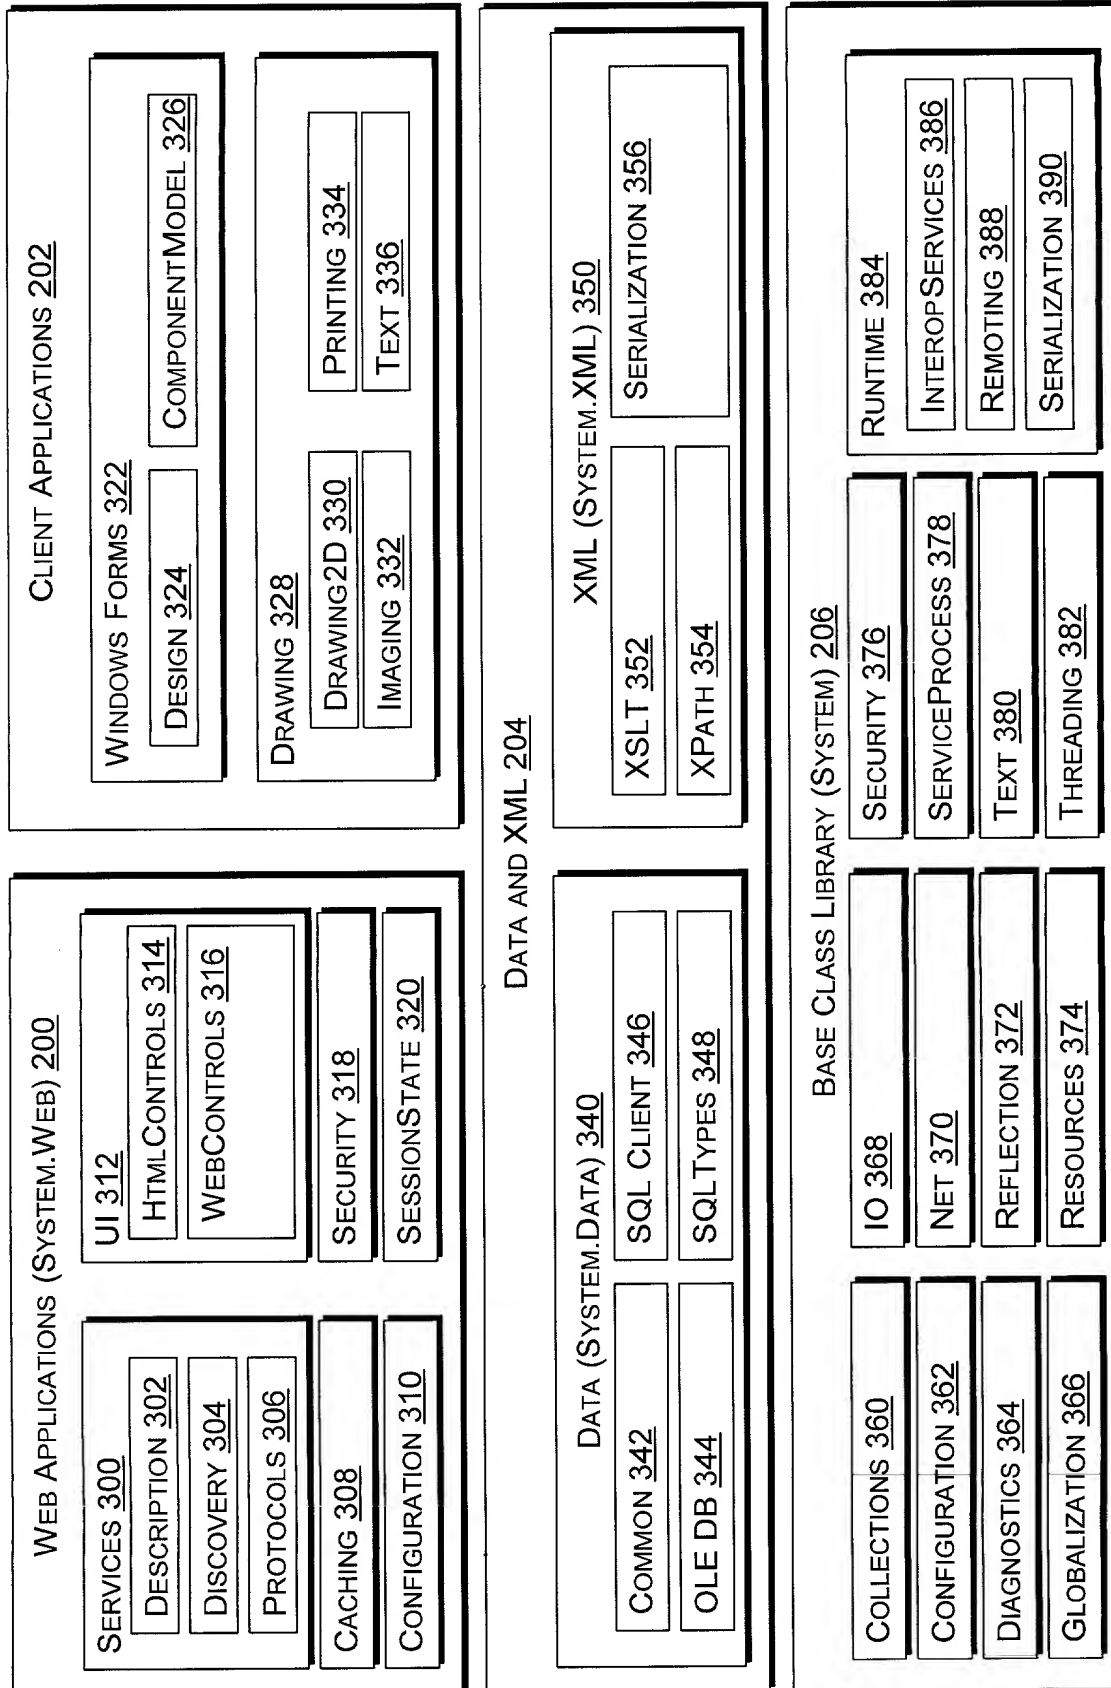 WEB APPLICATIONS (SYSTEM.WEB) 200
SERVICES 300
DESCRIPTION 302
DISCOVERY 304
PROTOCOLS 306
CACHING 308
CONFIGURATION 310
UI 312
HTMLCONTROLS 314
WEBCONTROLS 316
SECURITY 318
SESSIONSTATE 320
CLIENT APPLICATIONS 202
WINDOWS FORMS 322
DESIGN 324
COMPONENTMODEL 326
DRAWING 328
DRAWING2D 330
IMAGING 332
PRINTING 334
TEXT 336
DATA AND XML 204
DATA (SYSTEM.DATA) 340
COMMON 342
OLE DB 344
SQL CLIENT 346
SQLTYPES 348
XML (SYSTEM.XML) 350
XSLT 352
XPATH 354
SERIALIZATION 356
BASE CLASS LIBRARY (SYSTEM) 206
COLLECTIONS 360
CONFIGURATION 362
DIAGNOSTICS 364
GLOBALIZATION 366
IO 368
NET 370
REFLECTION 372
RESOURCES 374
SECURITY 376
SERVICEPROCESS 378
TEXT 380
THREADING 382
RUNTIME 384
INTEROPSERVICES 386
REMOTING 388
SERIALIZATION 390